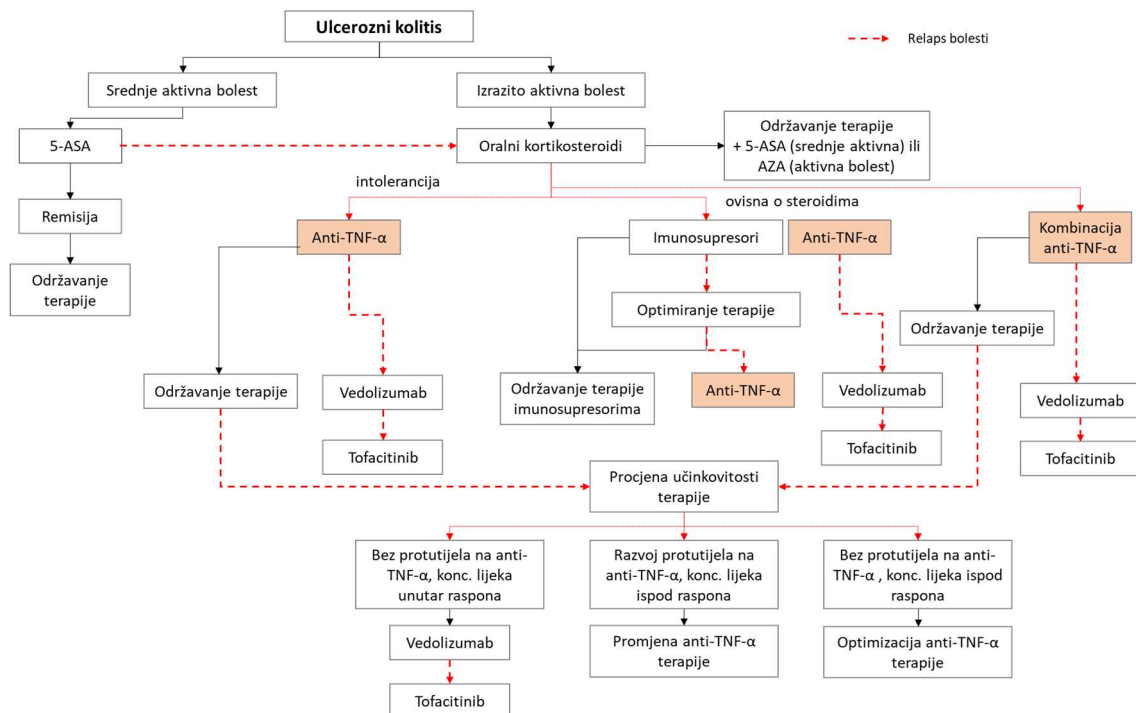 Ulcerozni kolitis
Relaps bolesti
Srednje aktivna bolest
Izrazito aktivna bolest
5-ASA
Oralni kortikosteroidi
Održavanje terapije
+ 5-ASA (srednje aktivna) ili
AZA (aktivna bolest)
intolerancija
ovisna o steroidima
Remisija
Anti-TNF-α
Imunosupresori
Anti-TNF-α
Kombinacija
anti-TNF-α
Održavanje
terapije
Optimiranje terapije
Održavanje terapije
Održavanje terapije
Vedolizumab
Održavanje terapije
imunosupresorima
Anti-TNF-α
Vedolizumab
Vedolizumab
Tofacitinib
Tofacitinib
Tofacitinib
Procjena učinkovitosti
terapije
Bez protutijela na anti-
TNF-α, konc. lijeka
unutar raspona
Razvoj protutijela na
anti-TNF-α, konc. lijeka
ispod raspona
Bez protutijela na anti-
TNF-α , konc. lijeka ispod
raspona
Vedolizumab
Promjena anti-TNF-α
terapije
Optimizacija anti-TNF-α
terapije
Tofacitinib